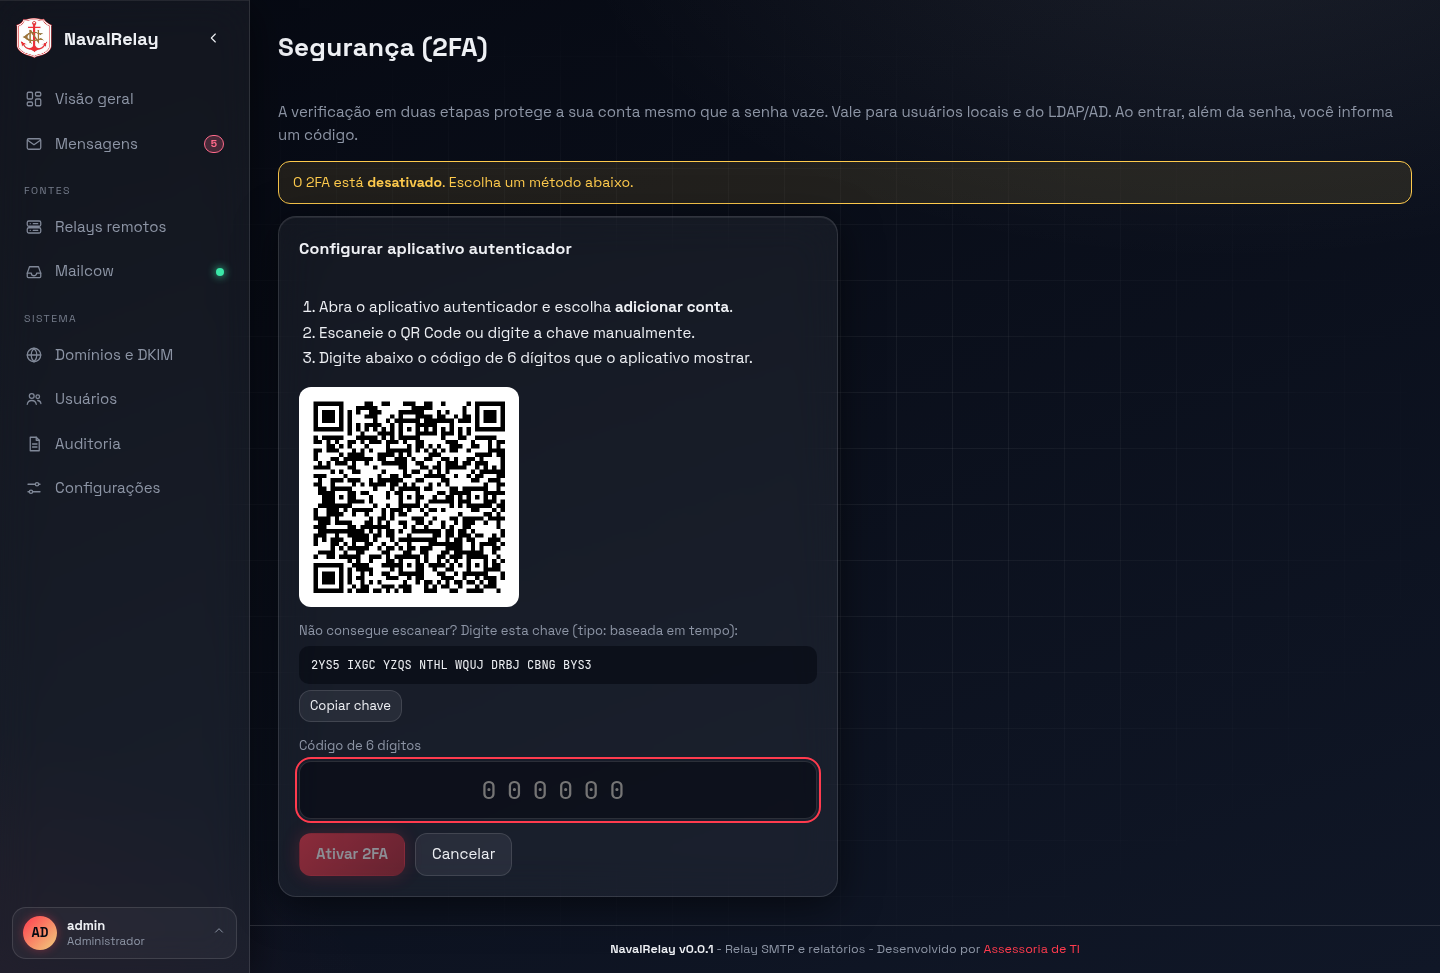 NavalRelay
Visão geral
Mensagens 5
FONTES
Relays remotos
Mailcow
SISTEMA
Domínios e DKIM
Usuários
Auditoria
Configurações
AD
admin
Administrador
Segurança (2FA)
A verificação em duas etapas protege a sua conta mesmo que a senha vaze. Vale para usuários locais e do LDAP/AD. Ao entrar, além da senha, você informa
um código.
O 2FA está desativado. Escolha um método abaixo.
Configurar aplicativo autenticador
1. Abra o aplicativo autenticador e escolha adicionar conta.
2. Escaneie o QR Code ou digite a chave manualmente.
3. Digite abaixo o código de 6 dígitos que o aplicativo mostrar.
Não consegue escanear? Digite esta chave (tipo: baseada em tempo):
2YS5 IXGC YZQS NTHL WQUJ DRBJ CBNG BYS3
Copiar chave
Código de 6 dígitos
000000
Ativar 2FA
Cancelar
NavalRelay v0.0.1 - Relay SMTP e relatórios - Desenvolvido por Assessoria de TI